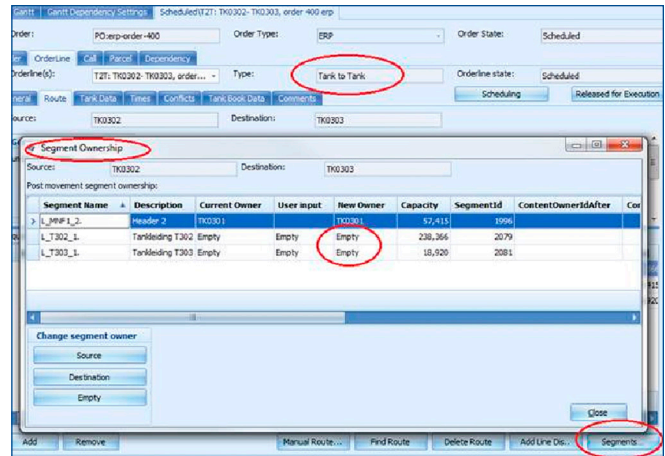 Gantt Gantt Dependency Settings Scheduled\T2T: TK0302- TK0303, order 400 erp
Order: PO:erp-order-400 Order Type: ERP Order State: Scheduled
OrderLine Call Parcel Dependency
Orderline(s): T2T: TK0302- TK0303, order... Type: Tank to Tank Orderline state: Scheduled
Route Tank Data Times Conflicts Tank Book Data Comments Scheduling Released for Execution
TK0302 Destination: TK0303
Segment Ownership
Source: TK0302 Destination: TK0303
Post movement segment ownership:
Segment Name Description Current Owner User input New Owner Capacity SegmentId ContentOwnerIdAfter
L_MNF1_2. Header 2 TK0301 TK0301 57,415 1996
L_T302_1. Tankleiding T302 Empty Empty Empty 238,366 2079
L_T303_1. Tankleiding T303 Empty Empty Empty 18,920 2081
Change segment owner
Source
Destination
Empty
Close
Add Remove Manual Route... Find Route Delete Route Add Line Dis.. Segments...